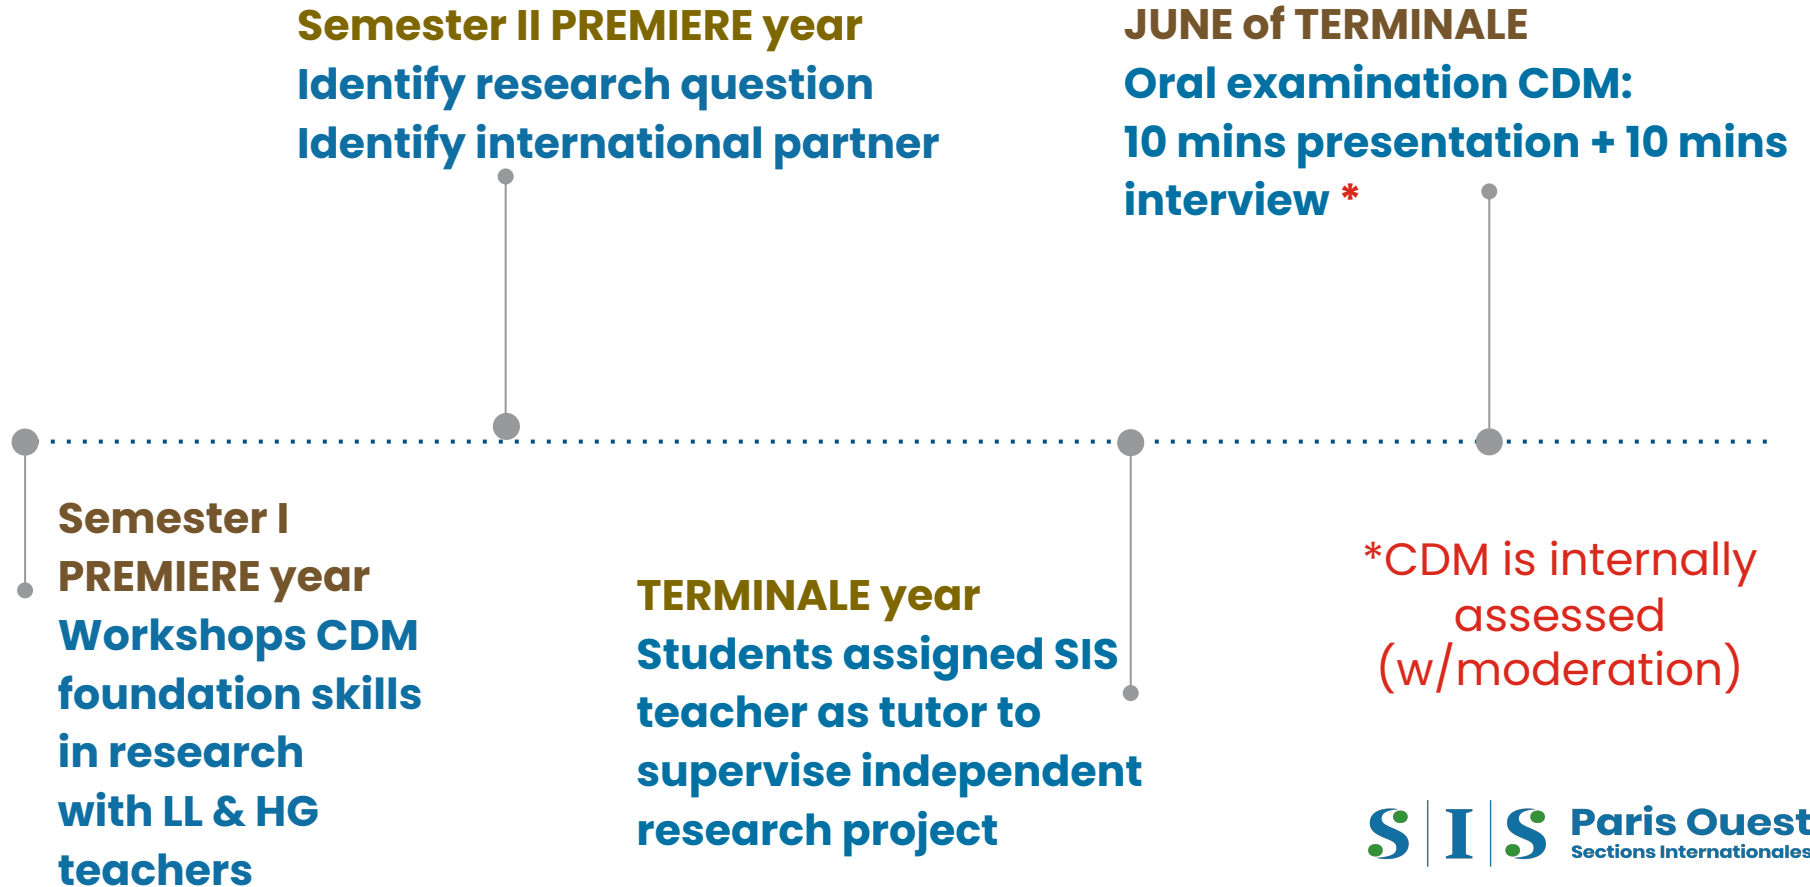 Semester II PREMIERE year
Identify research question
Identify international partner
JUNE of TERMINALE
Oral examination CDM:
10 mins presentation + 10 mins
interview *
Semester I
PREMIERE year
Workshops CDM
foundation skills
in research
with LL & HG
teachers
TERMINALE year
Students assigned SIS
teacher as tutor to
supervise independent
research project
*CDM is internally
assessed
(w/moderation)
S|I|S
Paris Ouest
Sections Internationales